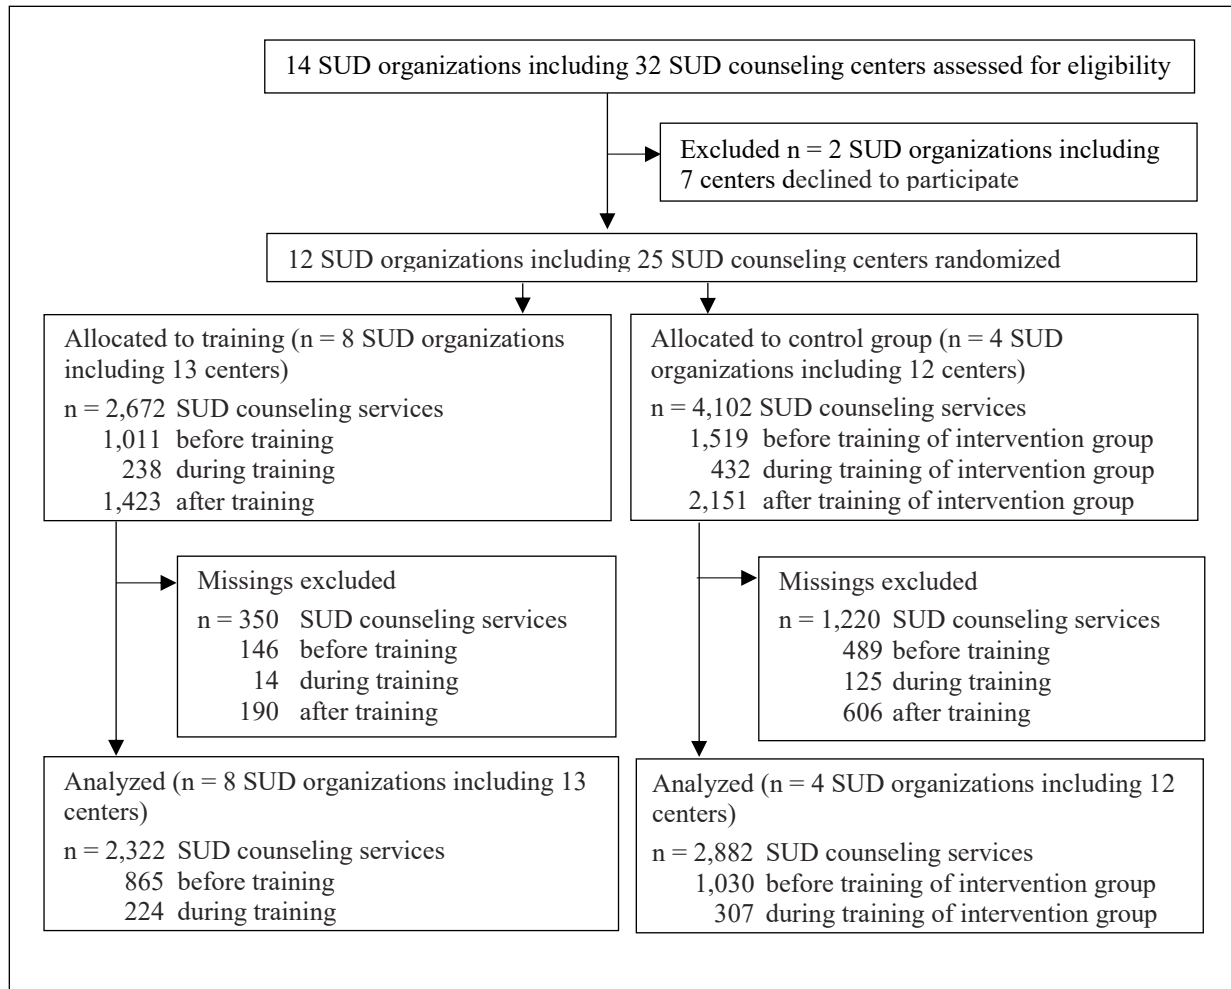 14 SUD organizations including 32 SUD counseling centers assessed for eligibility
Excluded n = 2 SUD organizations including
7 centers declined to participate
12 SUD organizations including 25 SUD counseling centers randomized
Allocated to training (n = 8 SUD organizations
including 13 centers)
n = 2,672 SUD counseling services
1,011 before training
238 during training
1,423 after training
Allocated to control group (n = 4 SUD
organizations including 12 centers)
n = 4,102 SUD counseling services
1,519 before training of intervention group
432 during training of intervention group
2,151 after training of intervention group
Missings excluded
n = 350 SUD counseling services
146 before training
14 during training
190 after training
Missings excluded
n = 1,220 SUD counseling services
489 before training
125 during training
606 after training
Analyzed (n = 8 SUD organizations including 13
centers)
n = 2,322 SUD counseling services
865 before training
224 during training
Analyzed (n = 4 SUD organizations including 12
centers)
n = 2,882 SUD counseling services
1,030 before training of intervention group
307 during training of intervention group